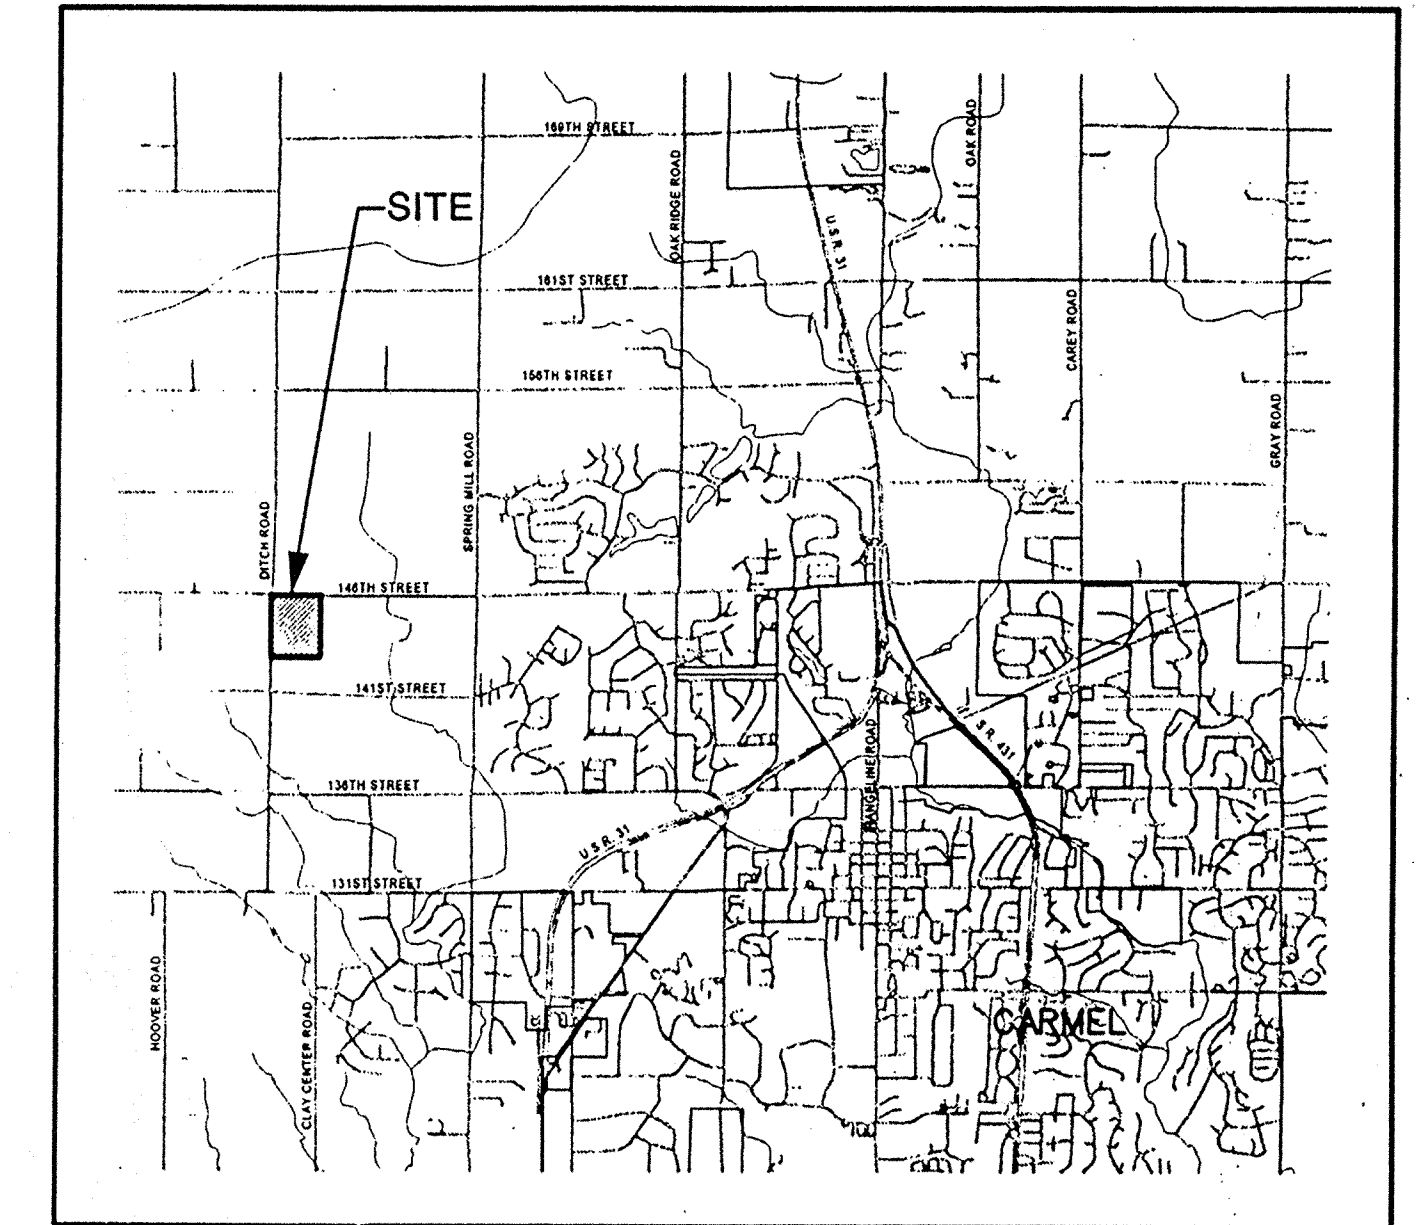 169TH STREET
OAK ROAD
OAK RIDGE ROAD
SITE
U.S.R. 31
161ST STREET
CAREY ROAD
156TH STREET
GRAY ROAD
SPRING MILL ROAD
DITCH ROAD
146TH STREET
141ST STREET
S.R. 431
RANGELINE ROAD
136TH STREET
U.S.R. 31
131ST STREET
HOOVER ROAD
CLAY CENTER ROAD
CARMEL